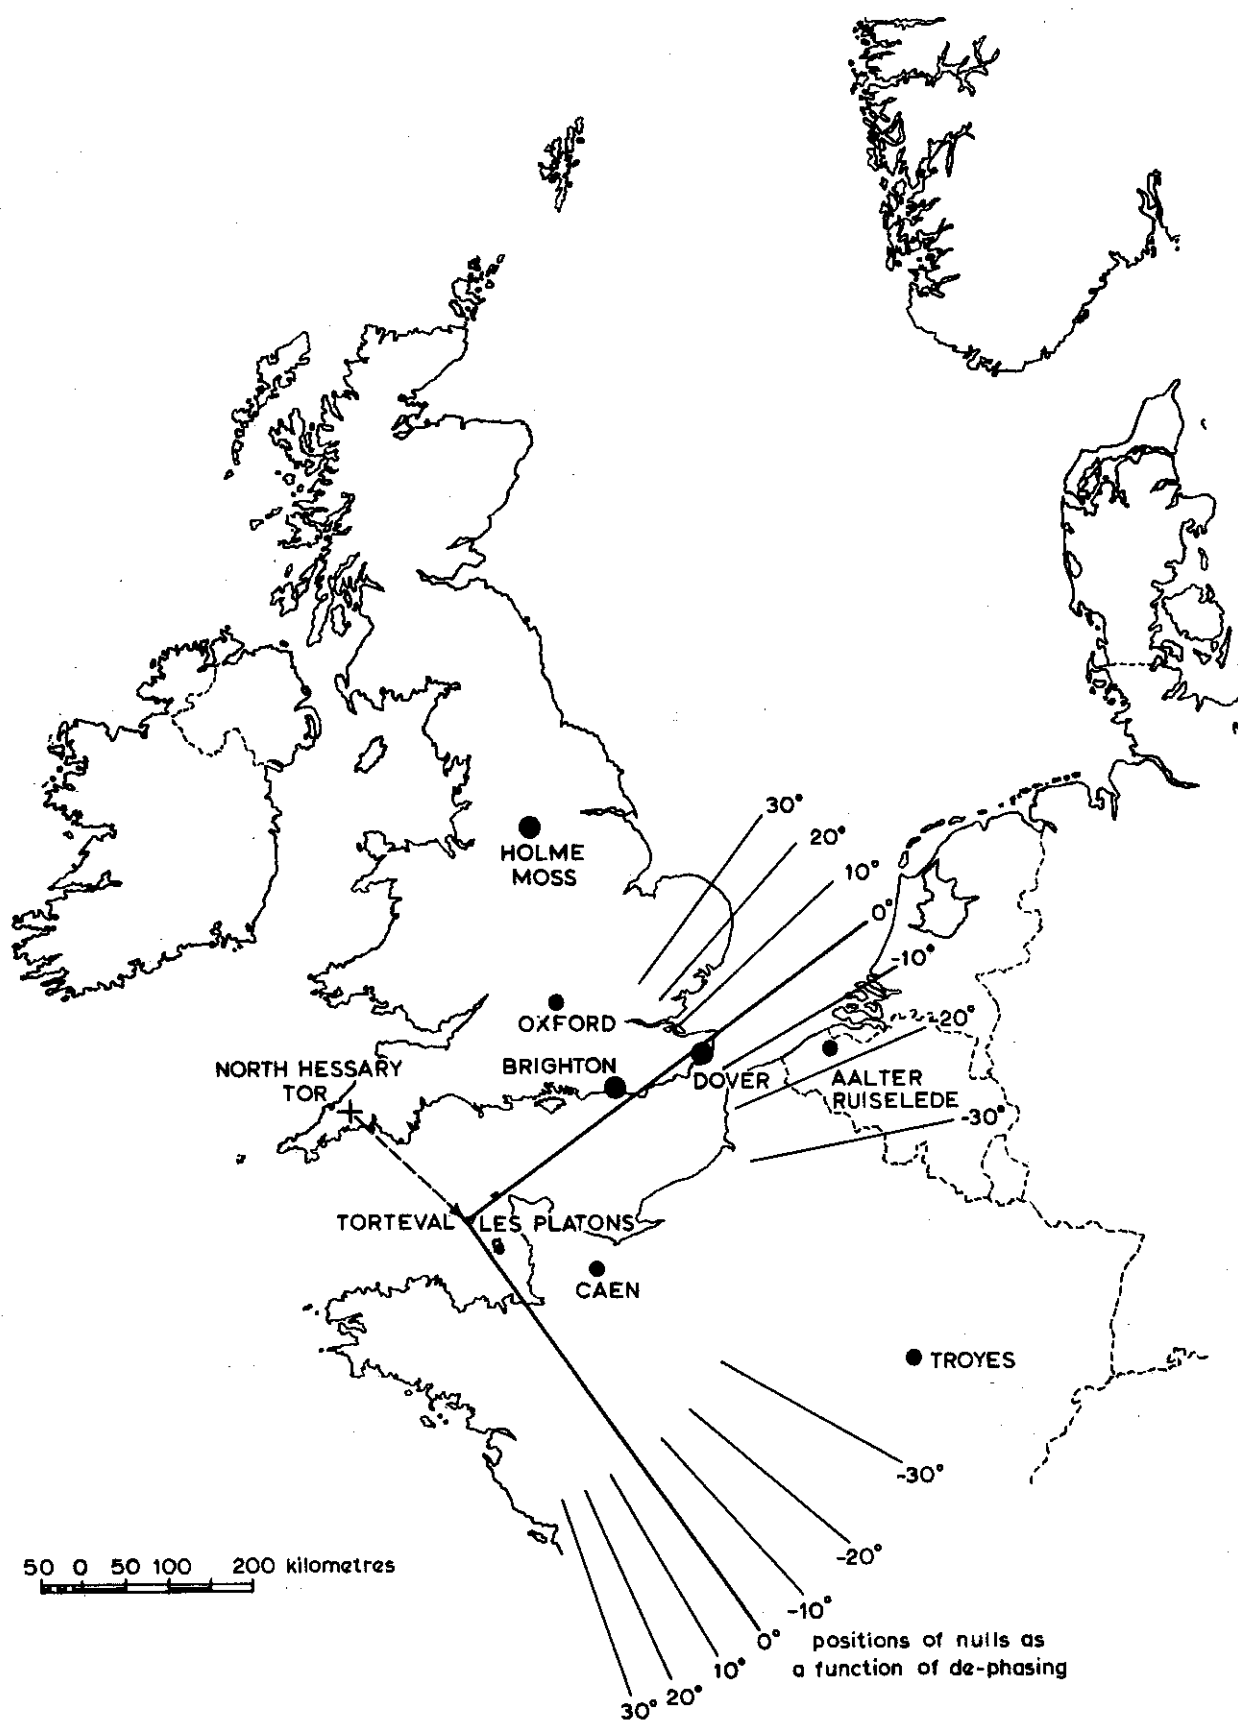 30°
20°
10°
0°
-10°
-20°
-30°
HOLME
MOSS
OXFORD
NORTH HESSARY
TOR
BRIGHTON
DOVER
AALTER
RUISELEDE
TORTEVAL
LES PLATONS
CAEN
TROYES
-30°
-20°
-10°
0°
10°
20°
30°
positions of nulls as
a function of de-phasing
50 0 50 100 200 kilometres